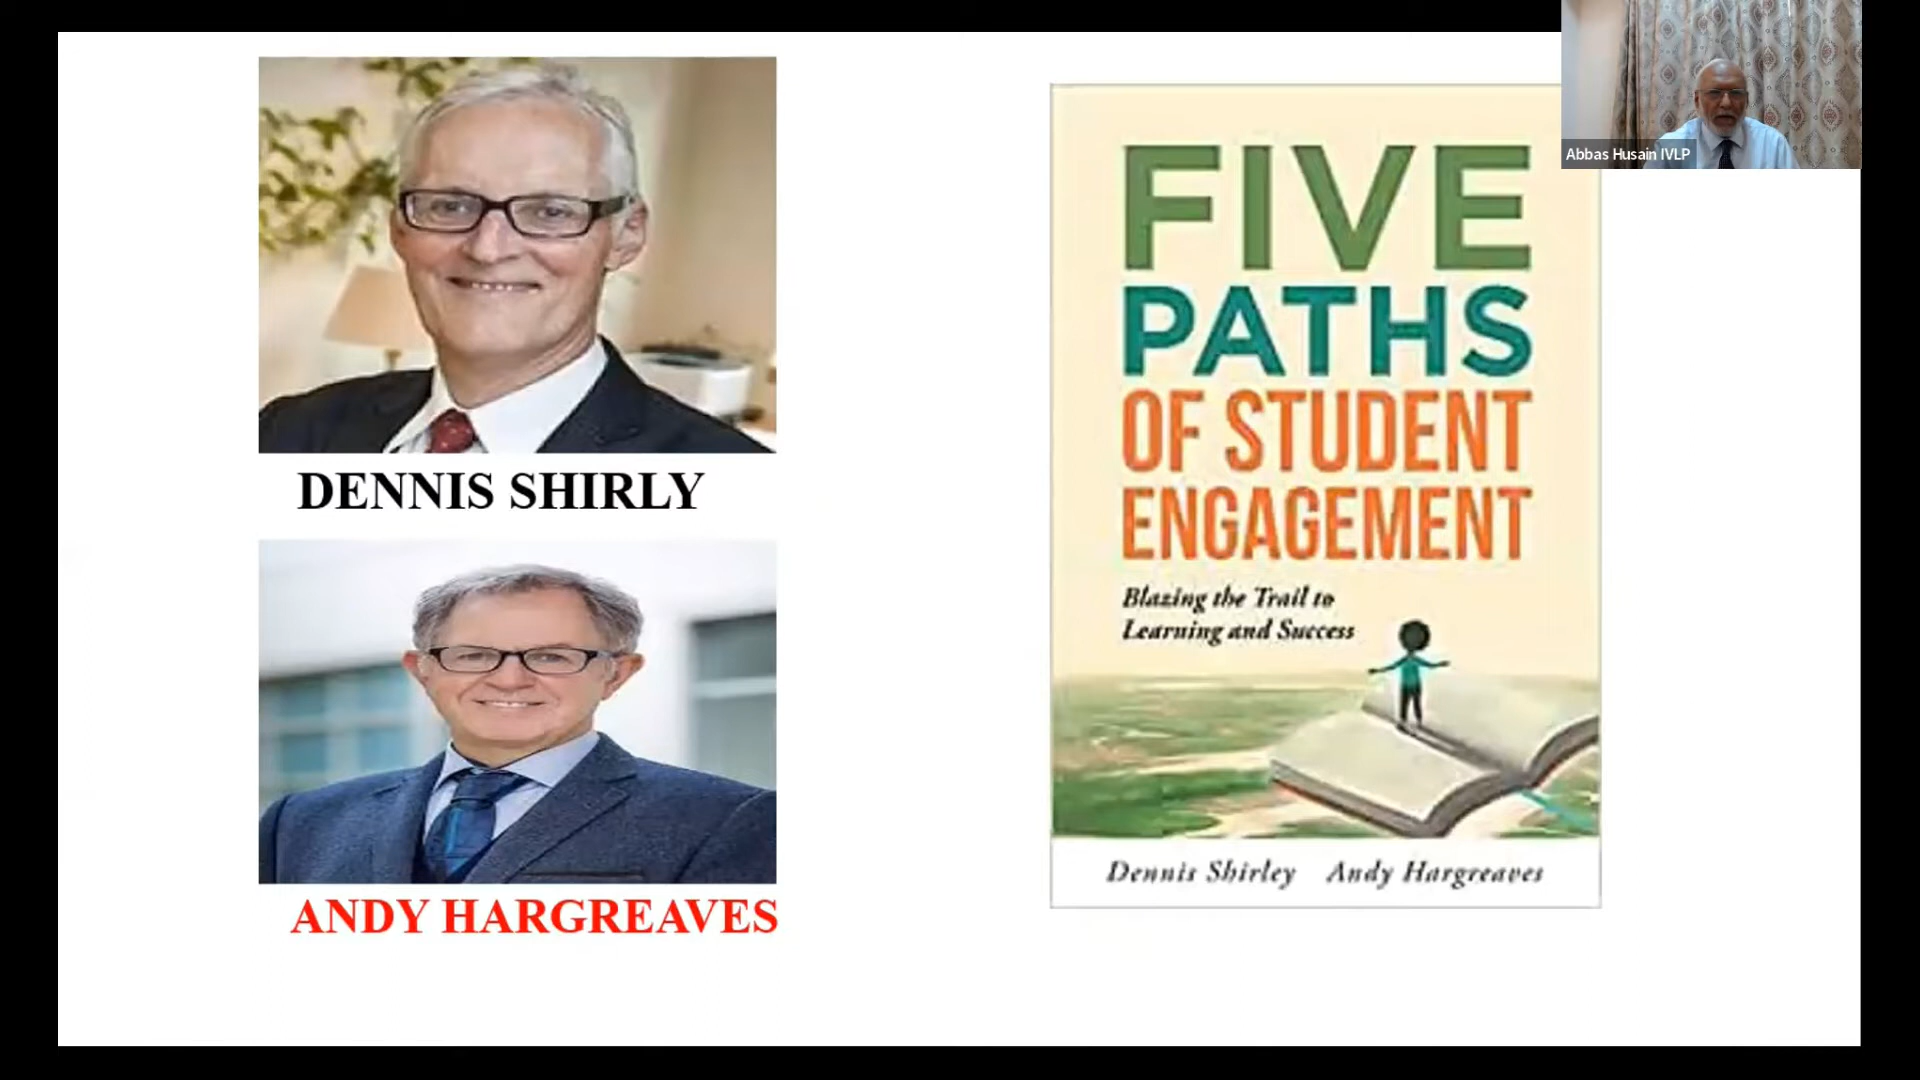 DENNIS SHIRLY
ANDY HARGREAVES
FIVE
PATHS
OF STUDENT
ENGAGEMENT
Blazing the Trail to
Learning and Success
Dennis Shirley Andy Hargreaves
Abbas Husain IVLP